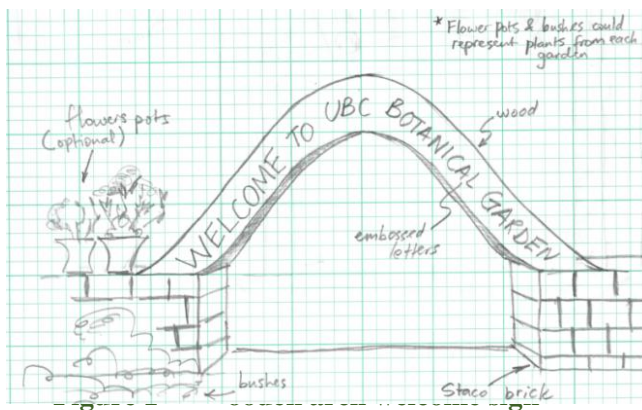 * Flower pots & bushes could
represent plants from each
garden
flowers pots
(optional)
wood
WELCOME TO UBC BOTANICAL GARDEN
embossed
letters
bushes
Staco brick